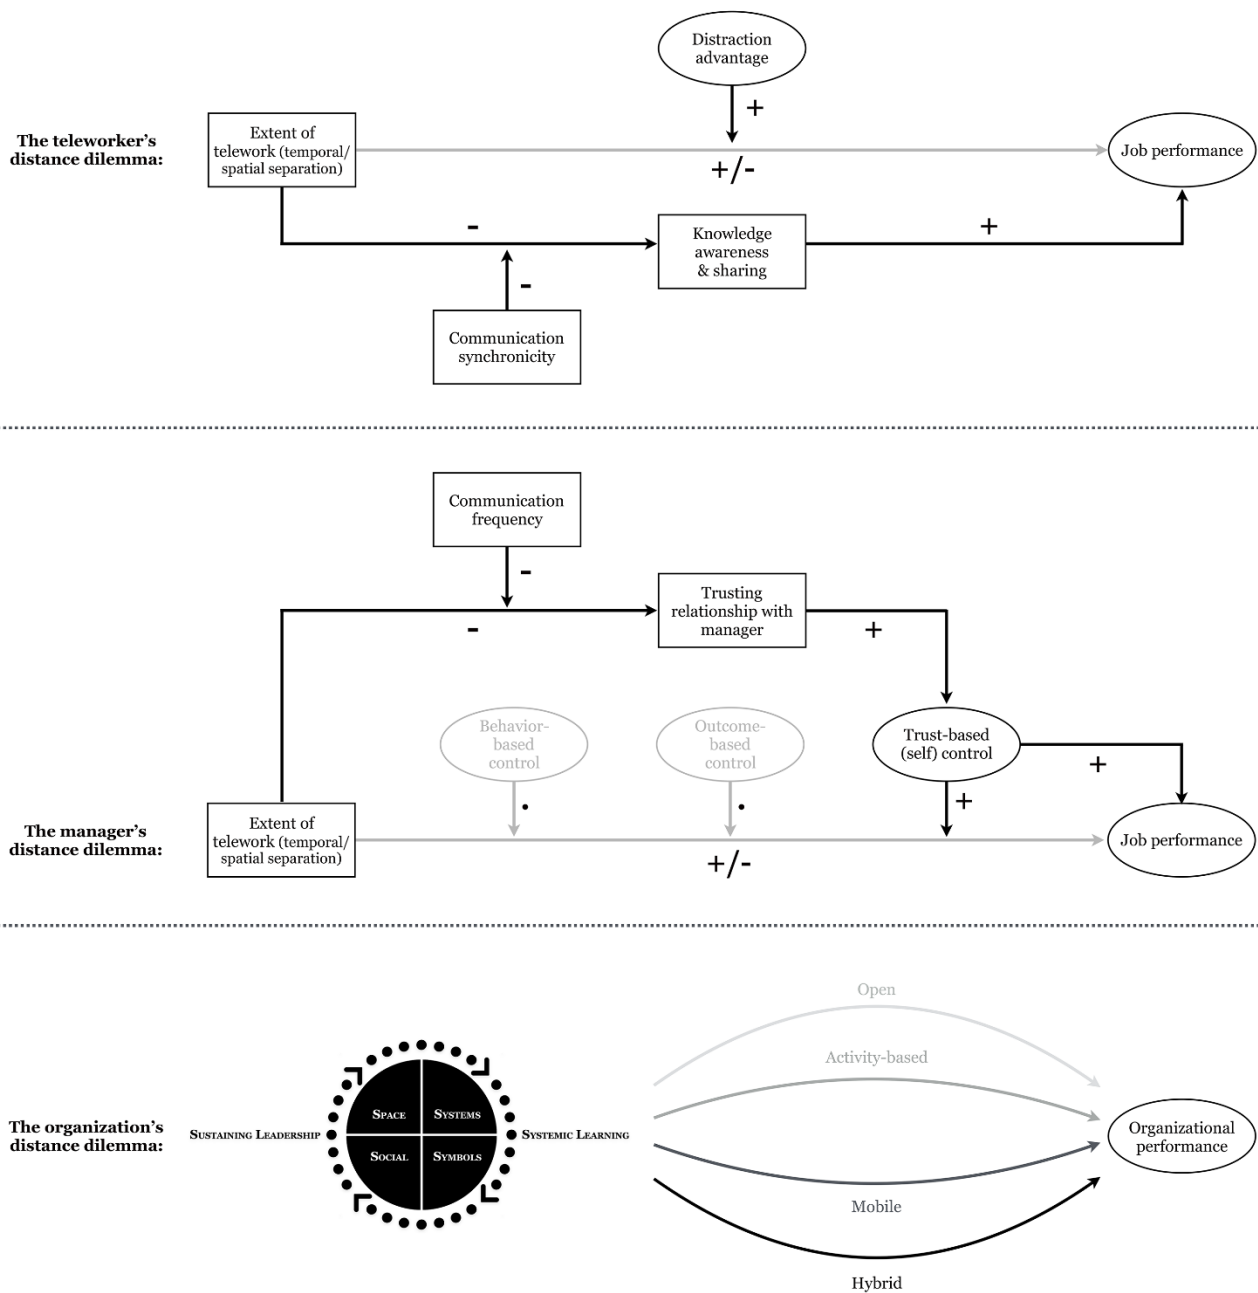 Distraction
advantage
+
The teleworker's
distance dilemma:
Extent of
telework (temporal/
spatial separation)
+/-
Job performance
-
Knowledge
awareness
& sharing
+
-
Communication
synchronicity
Communication
frequency
-
Trusting
relationship with
manager
-
+
Behavior-
based
control
Outcome-
based
control
Trust-based
(self) control
+
+
The manager's
distance dilemma:
Extent of
telework (temporal/
spatial separation)
+/-
Job performance
Open
Activity-based
The organization's
distance dilemma:
SUSTAINING LEADERSHIP
SPACE
SYSTEMS
SOCIAL
SYMBOLS
SYSTEMIC LEARNING
Organizational
performance
Mobile
Hybrid